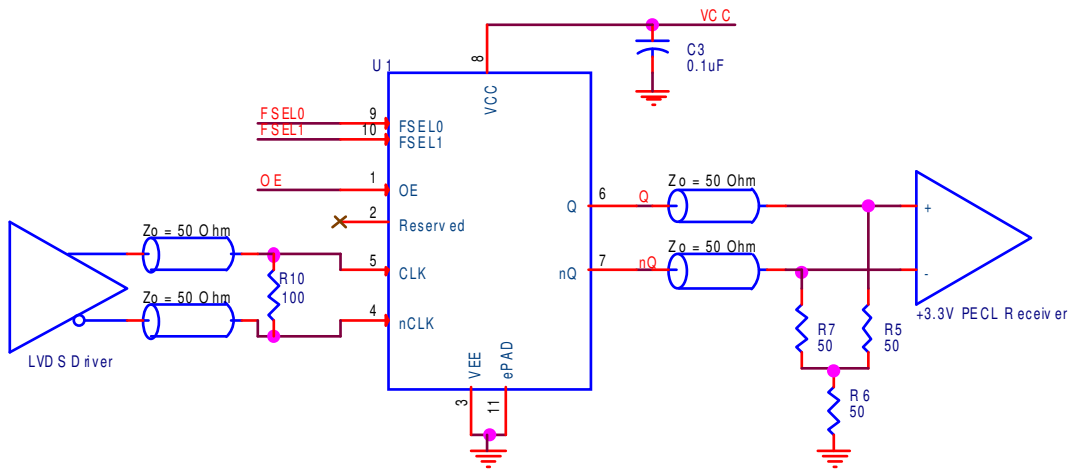 VCC
C3
0.1uF
U1
8
VCC
FSEL0
9
FSEL0
FSEL1
10
FSEL1
OE
1
OE
2
Reserved
Zo = 50 Ohm
5
CLK
R10
100
Zo = 50 Ohm
4
nCLK
LVDS Driver
VEE
ePAD
3
11
Q
6
Q
Zo = 50 Ohm
nQ
7
nQ
Zo = 50 Ohm
+
-
+3.3V PECL Receiver
R7
50
R5
50
R6
50